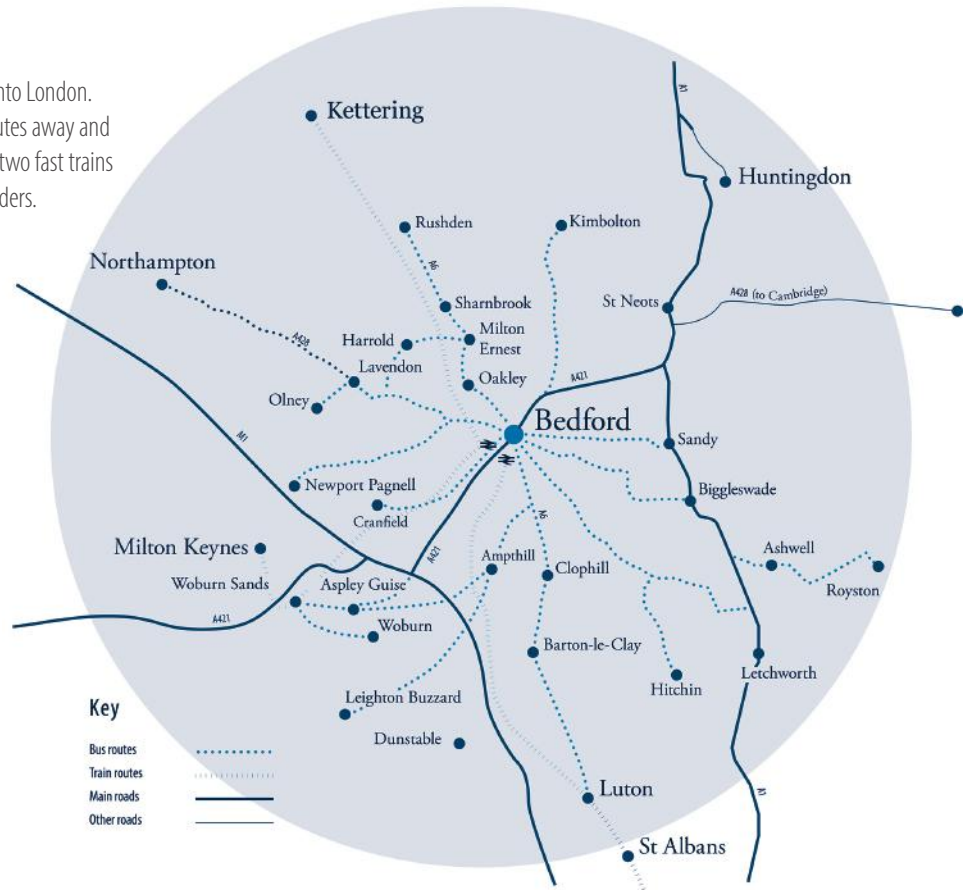 nto London.
utes away and
two fast trains
ders.
Kettering
A1
Huntingdon
Rushden
Kimbolton
A6
Northampton
Sharnbrook
St Neots
A428 (to Cambridge)
A428
Harrold
Milton
Ernest
Lavendon
Oakley
A421
Olney
Bedford
M1
Sandy
Newport Pagnell
Biggleswade
Cranfield
A6
Milton Keynes
A421
Ampthill
Clophill
Ashwell
Woburn Sands
Aspley Guise
Royston
A421
Woburn
Barton-le-Clay
Letchworth
Hitchin
Leighton Buzzard
Key
Dunstable
Bus routes
Train routes
Main roads
Other roads
Luton
A1
St Albans